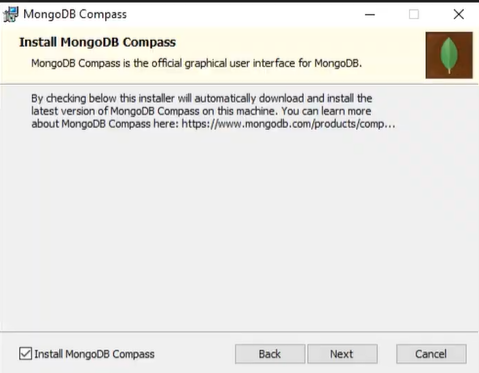 MongoDB Compass
Install MongoDB Compass
MongoDB Compass is the official graphical user interface for MongoDB.
By checking below this installer will automatically download and install the
latest version of MongoDB Compass on this machine. You can learn more
about MongoDB Compass here: https://www.mongodb.com/products/comp...
Install MongoDB Compass
Back
Next
Cancel